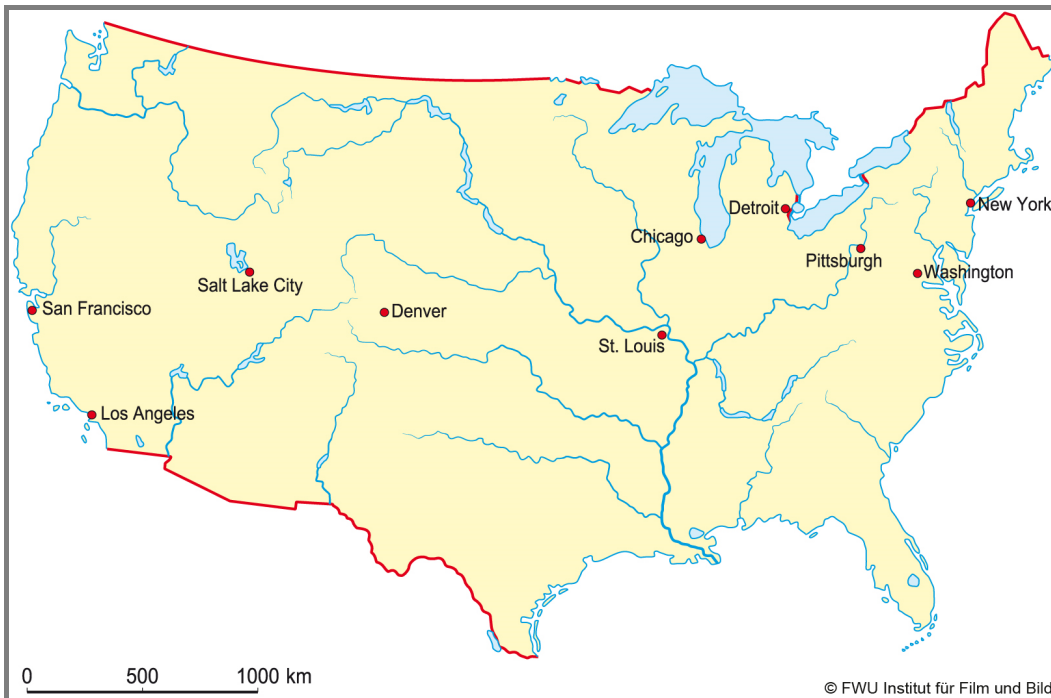 New York
Detroit
Chicago
Pittsburgh
Washington
Salt Lake City
San Francisco
Denver
St. Louis
Los Angeles
0 500 1000 km
© FWU Institut für Film und Bild